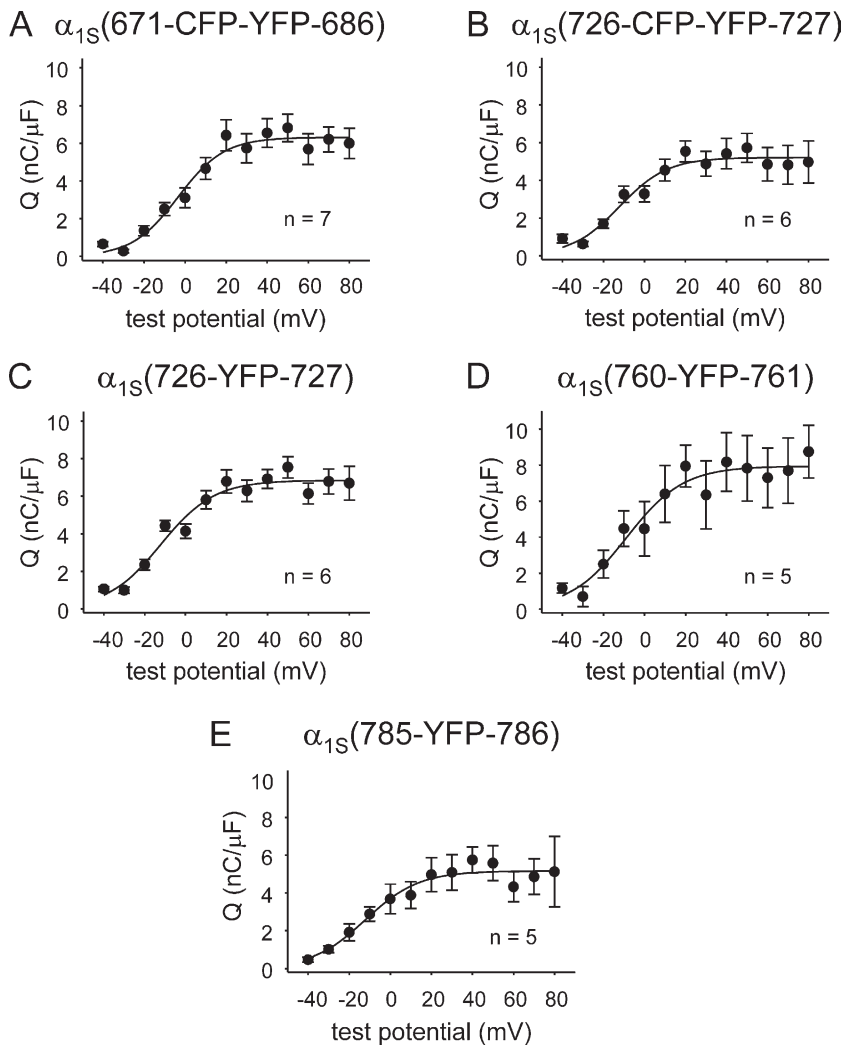 A α1S(671-CFP-YFP-686)
10
8
6
4
2
0
Q (nC/μF)
n = 7
-40 -20 0 20 40 60 80
test potential (mV)
B α1S(726-CFP-YFP-727)
10
8
6
4
2
0
Q (nC/μF)
n = 6
-40 -20 0 20 40 60 80
test potential (mV)
C α1S(726-YFP-727)
10
8
6
4
2
0
Q (nC/μF)
n = 6
-40 -20 0 20 40 60 80
test potential (mV)
D α1S(760-YFP-761)
10
8
6
4
2
0
Q (nC/μF)
n = 5
-40 -20 0 20 40 60 80
test potential (mV)
E α1S(785-YFP-786)
10
8
6
4
2
0
Q (nC/μF)
n = 5
-40 -20 0 20 40 60 80
test potential (mV)